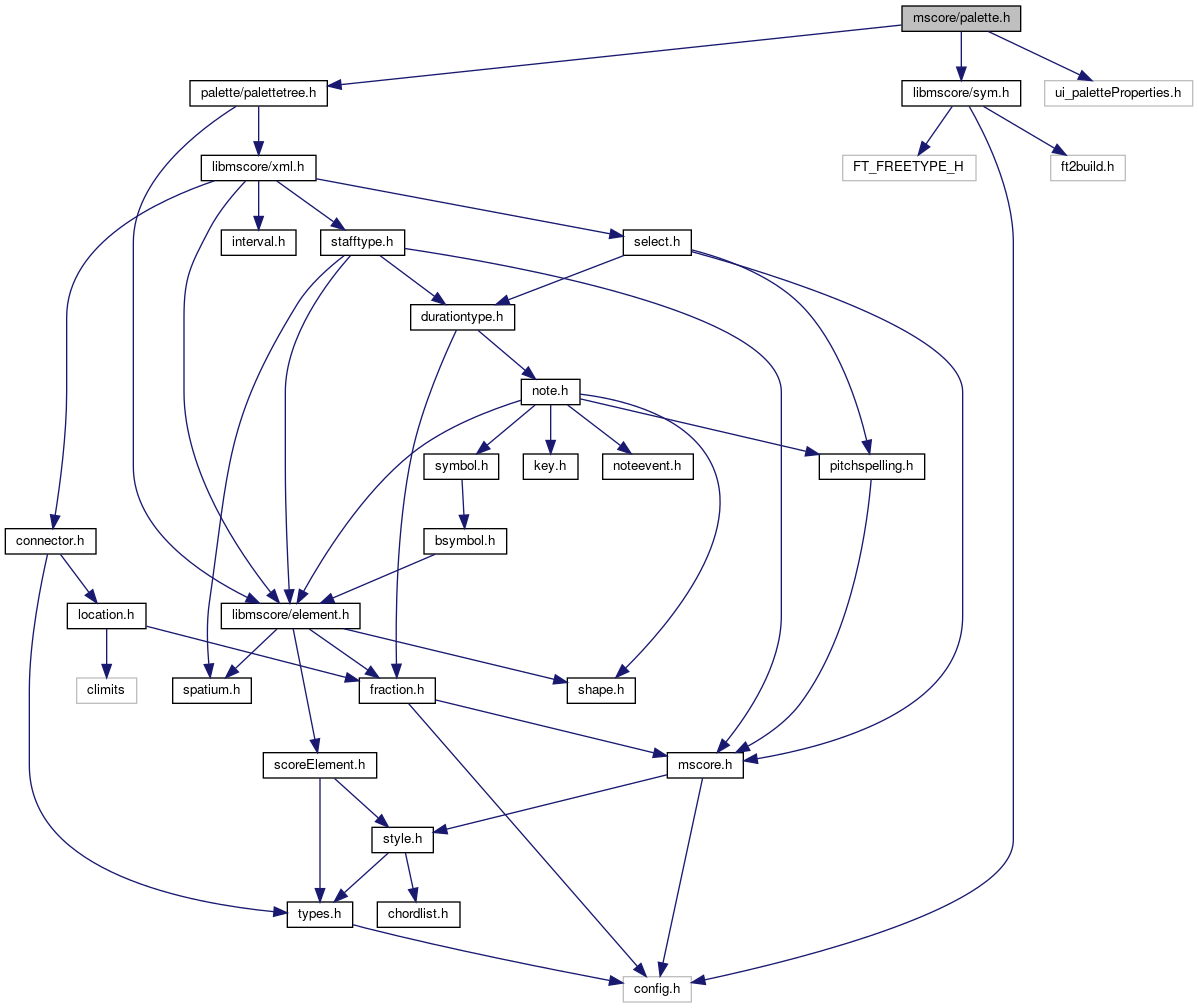 mscore/palette.h
palette/palettetree.h
libmscore/sym.h
ui_paletteProperties.h
libmscore/xml.h
FT_FREETYPE_H
ft2build.h
interval.h
stafftype.h
select.h
durationtype.h
note.h
symbol.h
key.h
noteevent.h
pitchspelling.h
connector.h
bsymbol.h
location.h
libmscore/element.h
climits
spatium.h
fraction.h
shape.h
scoreElement.h
mscore.h
style.h
types.h
chordlist.h
config.h